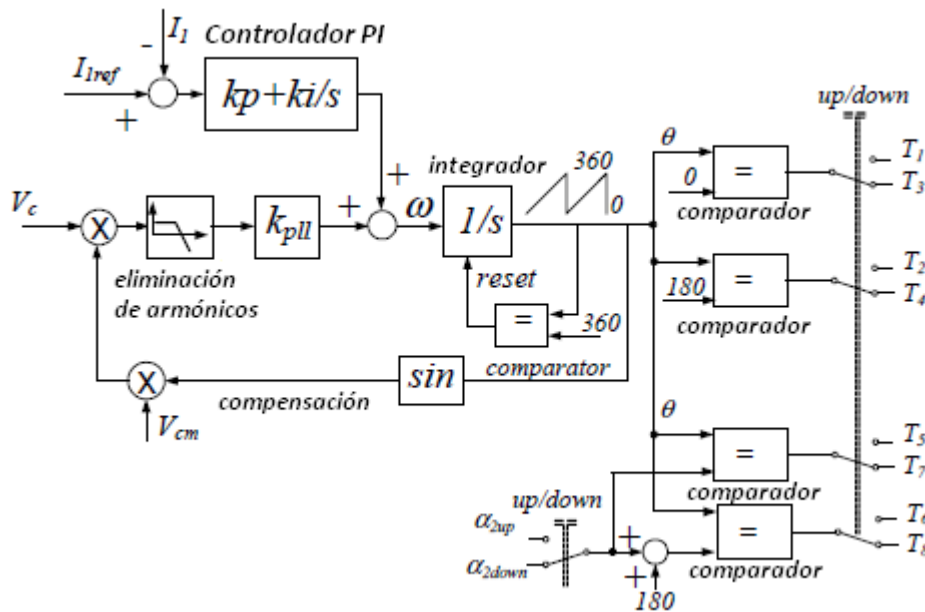 I1
-
Controlador PI
I1ref
+
kp+ki/s
up/down
+
integrador
360
0
θ
=
0
comparador
T1
T3
Vc
X
kpll
+
ω
1/s
eliminación
de armónicos
reset
=
360
comparator
=
180
comparador
T2
T4
X
compensación
sin
Vcm
θ
=
comparador
T5
T7
up/down
α2up
α2down
+
+
180
=
comparador
T6
T8